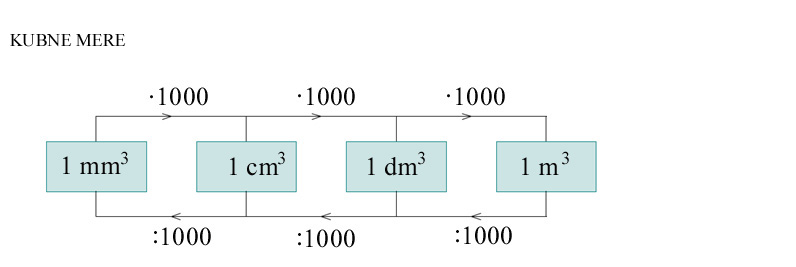 KUBNE MERE
·1000 ·1000 ·1000
1 mm³ 1 cm³ 1 dm³ 1 m³
:1000 :1000 :1000